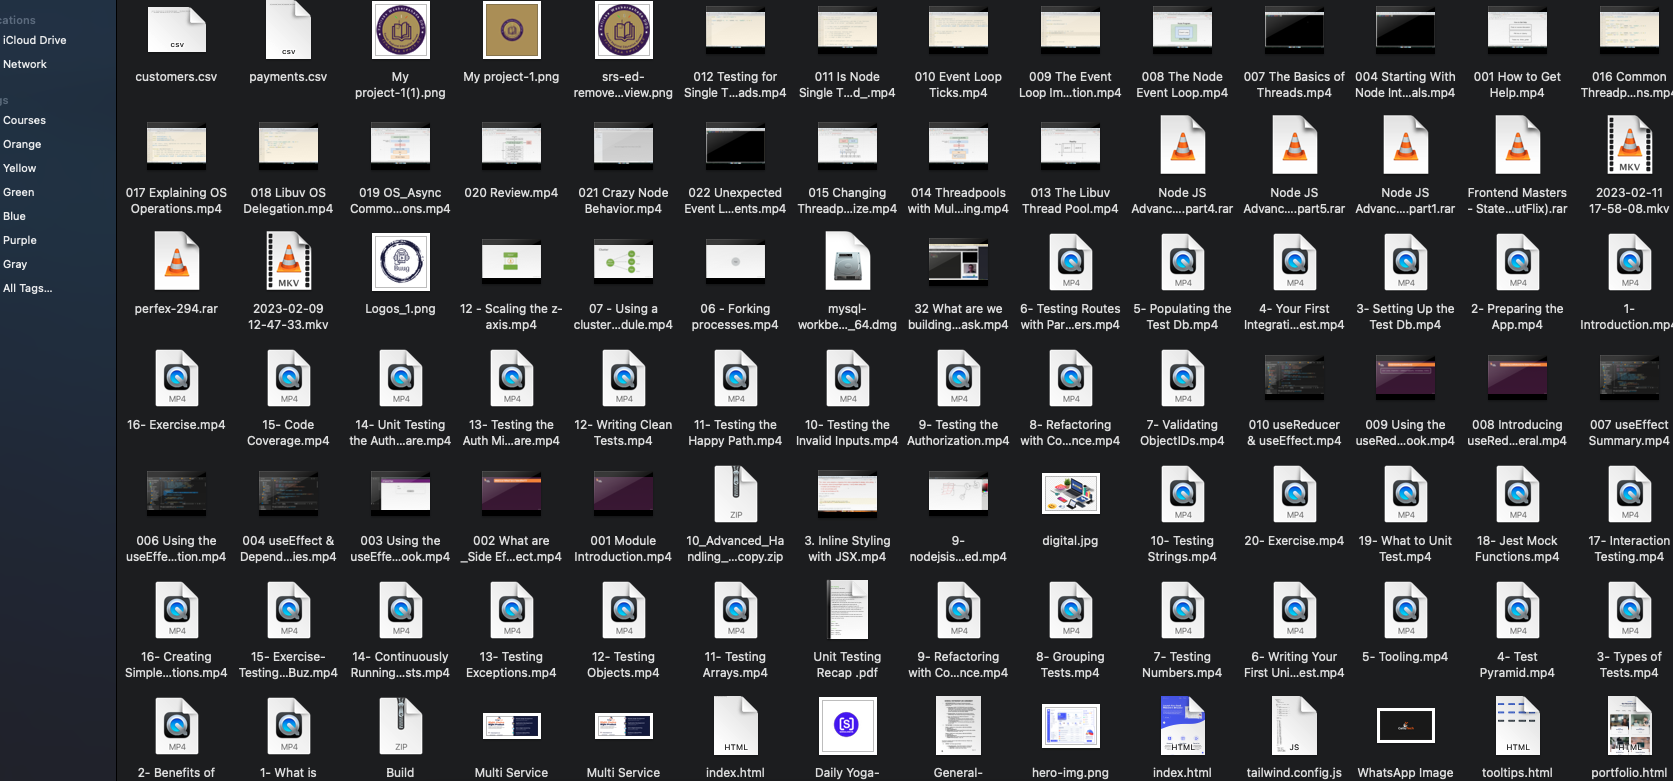 cations
iCloud Drive
Network
gs
Courses
Orange
Yellow
Green
Blue
Purple
Gray
All Tags...
csv
csv
customers.csv
payments.csv
My
project-1(1).png
My project-1.png
srs-ed-
remove...view.png
012 Testing for
Single T...ads.mp4
011 Is Node
Single T...d_.mp4
010 Event Loop
Ticks.mp4
009 The Event
Loop Im...tion.mp4
008 The Node
Event Loop.mp4
007 The Basics of
Threads.mp4
004 Starting With
Node Int...als.mp4
001 How to Get
Help.mp4
016 Common
Threadp...ns.mp4
MKV
017 Explaining OS
Operations.mp4
018 Libuv OS
Delegation.mp4
019 OS_Async
Commo...ons.mp4
020 Review.mp4
021 Crazy Node
Behavior.mp4
022 Unexpected
Event L...ents.mp4
015 Changing
Threadp...ize.mp4
014 Threadpools
with Mul...ing.mp4
013 The Libuv
Thread Pool.mp4
Node JS
Advanc...part4.rar
Node JS
Advanc...part5.rar
Node JS
Advanc...part1.rar
Frontend Masters
- State...utFlix).rar
2023-02-11
17-58-08.mkv
MKV
Buug
MP4
MP4
MP4
MP4
MP4
MP4
perfex-294.rar
2023-02-09
12-47-33.mkv
Logos_1.png
12 - Scaling the z-
axis.mp4
07 - Using a
cluster...dule.mp4
06 - Forking
processes.mp4
mysql-
workbe..._64.dmg
32 What are we
building...ask.mp4
6- Testing Routes
with Par...ers.mp4
5- Populating the
Test Db.mp4
4- Your First
Integrati...est.mp4
3- Setting Up the
Test Db.mp4
2- Preparing the
App.mp4
1-
Introduction.mp4
MP4
MP4
MP4
MP4
MP4
MP4
MP4
MP4
MP4
MP4
16- Exercise.mp4
15- Code
Coverage.mp4
14- Unit Testing
the Auth...are.mp4
13- Testing the
Auth Mi...are.mp4
12- Writing Clean
Tests.mp4
11- Testing the
Happy Path.mp4
10- Testing the
Invalid Inputs.mp4
9- Testing the
Authorization.mp4
8- Refactoring
with Co...nce.mp4
7- Validating
ObjectIDs.mp4
010 useReducer
& useEffect.mp4
009 Using the
useRed...ook.mp4
008 Introducing
useRed...eral.mp4
007 useEffect
Summary.mp4
ZIP
MP4
MP4
MP4
MP4
MP4
006 Using the
useEffe...tion.mp4
004 useEffect &
Depend...ies.mp4
003 Using the
useEffe...ook.mp4
002 What are
_Side Ef...ect.mp4
001 Module
Introduction.mp4
10_Advanced_Ha
ndling_...copy.zip
3. Inline Styling
with JSX.mp4
9-
nodejsis...ed.mp4
digital.jpg
10- Testing
Strings.mp4
20- Exercise.mp4
19- What to Unit
Test.mp4
18- Jest Mock
Functions.mp4
17- Interaction
Testing.mp4
MP4
MP4
MP4
MP4
MP4
MP4
MP4
MP4
MP4
MP4
MP4
MP4
MP4
16- Creating
Simple...tions.mp4
15- Exercise-
Testing...Buz.mp4
14- Continuously
Running...sts.mp4
13- Testing
Exceptions.mp4
12- Testing
Objects.mp4
11- Testing
Arrays.mp4
Unit Testing
Recap .pdf
9- Refactoring
with Co...nce.mp4
8- Grouping
Tests.mp4
7- Testing
Numbers.mp4
6- Writing Your
First Uni...est.mp4
5- Tooling.mp4
4- Test
Pyramid.mp4
3- Types of
Tests.mp4
MP4
MP4
ZIP
HTML
[S]
HTML
JS
HTML
HTML
2- Benefits of
1- What is
Build
Multi Service
Multi Service
index.html
Daily Yoga-
General-
hero-img.png
index.html
tailwind.config.js
WhatsApp Image
tooltips.html
portfolio.html